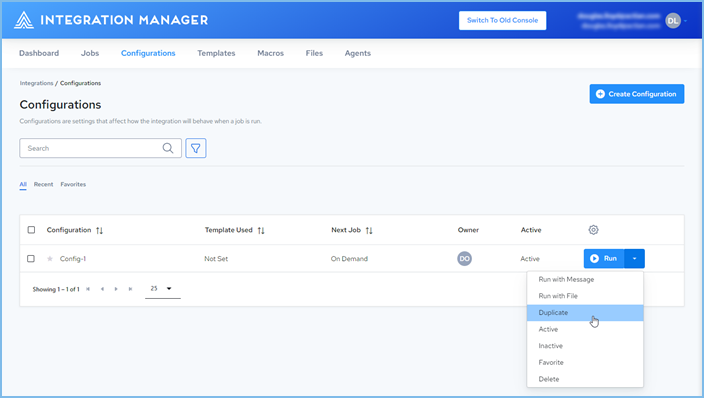 INTEGRATION MANAGER
Switch To Old Console
DL
Dashboard Jobs Configurations Templates Macros Files Agents
Integrations / Configurations
Configurations
Create Configuration
Configurations are settings that affect how the integration will behave when a job is run.
Search
All Recent Favorites
Configuration Template Used Next Job Owner Active
Config-1 Not Set On Demand DO Active Run
Showing 1 – 1 of 1 25
Run with Message
Run with File
Duplicate
Active
Inactive
Favorite
Delete